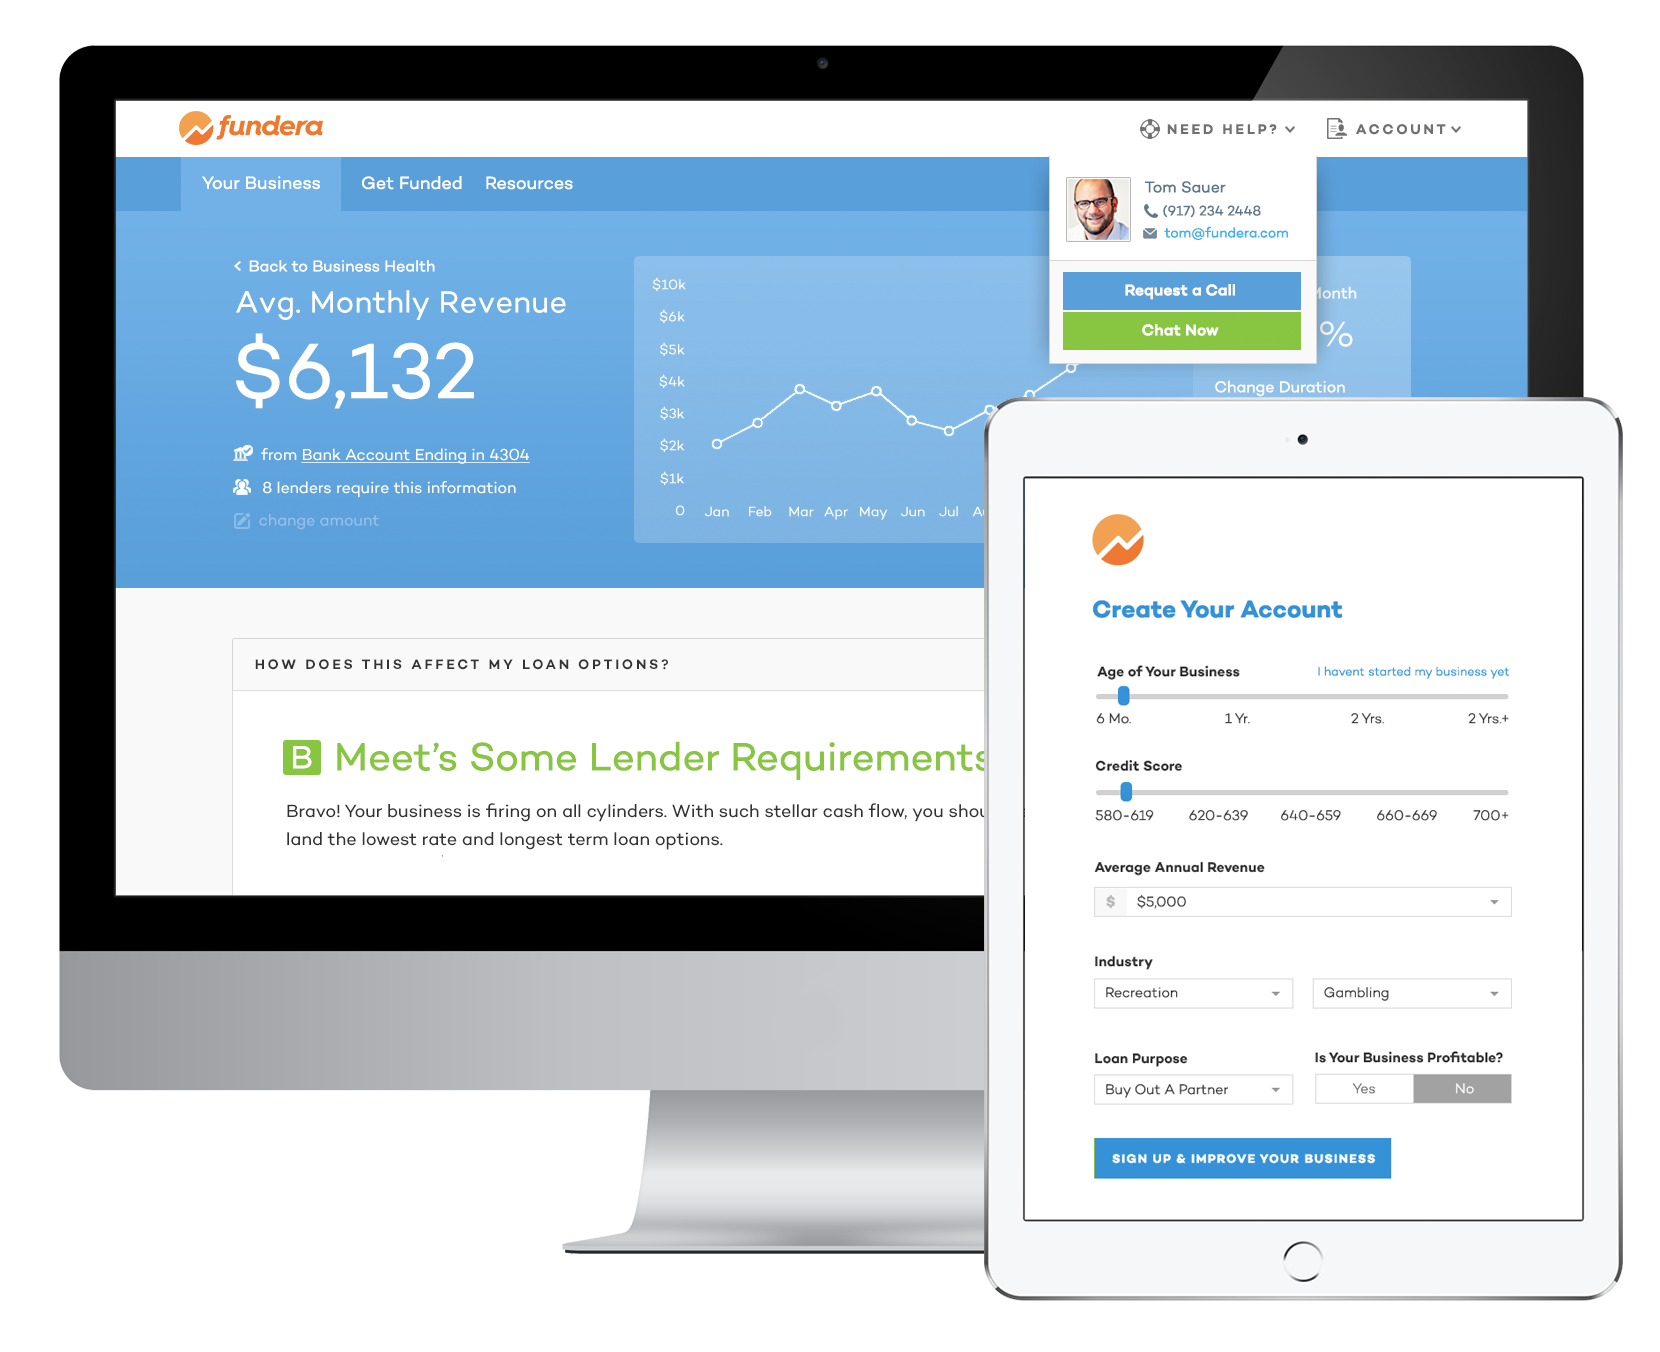 fundera
NEED HELP?
ACCOUNT
Your Business
Get Funded
Resources
Tom Sauer
(917) 234 2448
tom@fundera.com
Request a Call
Chat Now
Back to Business Health
Avg. Monthly Revenue
$6,132
from Bank Account Ending in 4304
8 lenders require this information
change amount
$10k
$6k
$5k
$4k
$3k
$2k
$1k
0
Jan Feb Mar Apr May Jun Jul
Month
%
Change Duration
HOW DOES THIS AFFECT MY LOAN OPTIONS?
B Meet's Some Lender Requirements
Bravo! Your business is firing on all cylinders. With such stellar cash flow, you
land the lowest rate and longest term loan options.
Create Your Account
Age of Your Business
I havent started my business yet
6 Mo. 1 Yr. 2 Yrs. 2 Yrs.+
Credit Score
580-619 620-639 640-659 660-669 700+
Average Annual Revenue
$ $5,000
Industry
Recreation
Gambling
Loan Purpose
Is Your Business Profitable?
Buy Out A Partner
Yes No
SIGN UP & IMPROVE YOUR BUSINESS